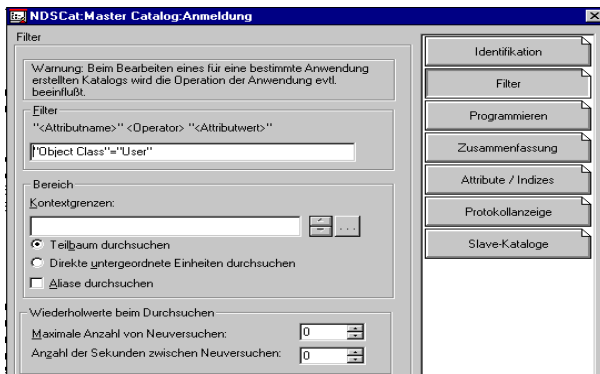 NDSCat:Master Catalog:Anmeldung
Filter
Warnung: Beim Bearbeiten eines für eine bestimmte Anwendung
erstellten Katalogs wird die Operation der Anwendung evtl.
beeinflußt.
Filter
"<Attributname>" <Operator> "<Attributwert>"
"Object Class"="User"
Bereich
Kontextgrenzen:
...
Teilbaum durchsuchen
Direkte untergeordnete Einheiten durchsuchen
Aliase durchsuchen
Wiederholwerte beim Durchsuchen
Maximale Anzahl von Neuversuchen: 0
Angzahl der Sekunden zwischen Neuversuchen: 0
Identifikation
Filter
Programmieren
Zusammenfassung
Attribute / Indizes
Protokollanzeige
Slave-Kataloge